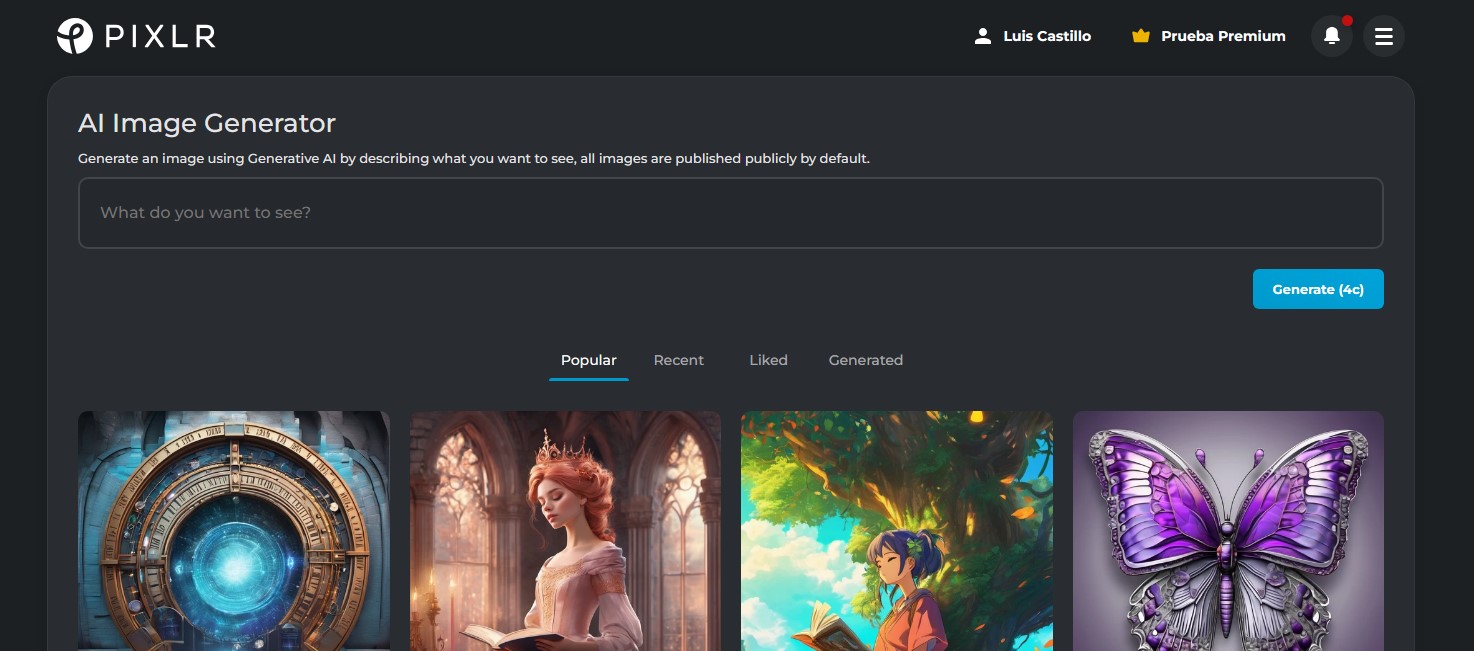 PIXLR
Luis Castillo
Prueba Premium
AI Image Generator
Generate an image using Generative AI by describing what you want to see, all images are published publicly by default.
What do you want to see?
Generate (4c)
Popular
Recent
Liked
Generated